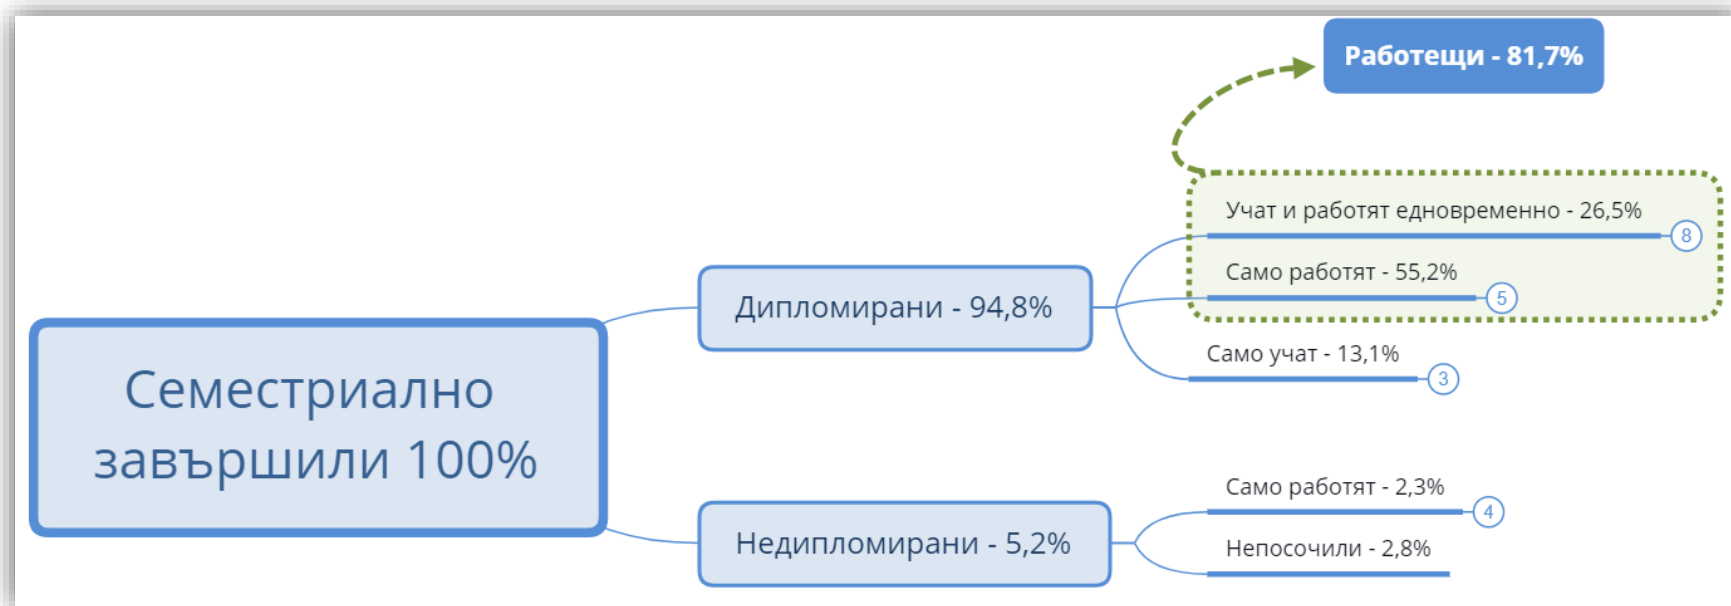 Работещи - 81,7%
Учат и работят едновременно - 26,5%
8
Само работят - 55,2%
5
Дипломирани - 94,8%
Само учат - 13,1%
3
Семестриално
завършили 100%
Само работят - 2,3%
4
Недипломирани - 5,2%
Непосочили - 2,8%